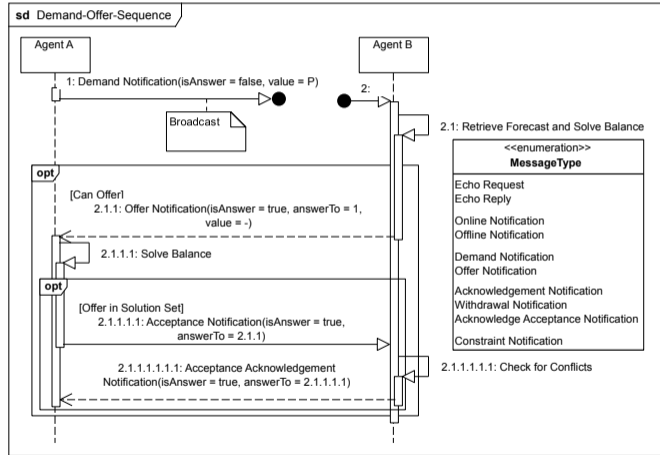 sd Demand-Offer-Sequence
Agent A
Agent B
1: Demand Notification(isAnswer = false, value = P)
2:
Broadcast
2.1: Retrieve Forecast and Solve Balance
<<enumeration>>
MessageType
Echo Request
Echo Reply
Online Notification
Offline Notification
Demand Notification
Offer Notification
Acknowledgement Notification
Withdrawal Notification
Acknowledge Acceptance Notification
Constraint Notification
opt
[Can Offer]
2.1.1: Offer Notification(isAnswer = true, answerTo = 1,
value = -)
2.1.1.1: Solve Balance
opt
[Offer in Solution Set]
2.1.1.1.1: Acceptance Notification(isAnswer = true,
answerTo = 2.1.1)
2.1.1.1.1.1: Check for Conflicts
2.1.1.1.1.1.1: Acceptance Acknowledgement
Notification(isAnswer = true, answerTo = 2.1.1.1.1)